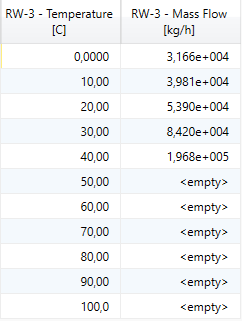 RW-3 - Temperature RW-3 - Mass Flow
[C] [kg/h]
0,0000 3,166e+004
10,00 3,981e+004
20,00 5,390e+004
30,00 8,420e+004
40,00 1,968e+005
50,00 <empty>
60,00 <empty>
70,00 <empty>
80,00 <empty>
90,00 <empty>
100,0 <empty>